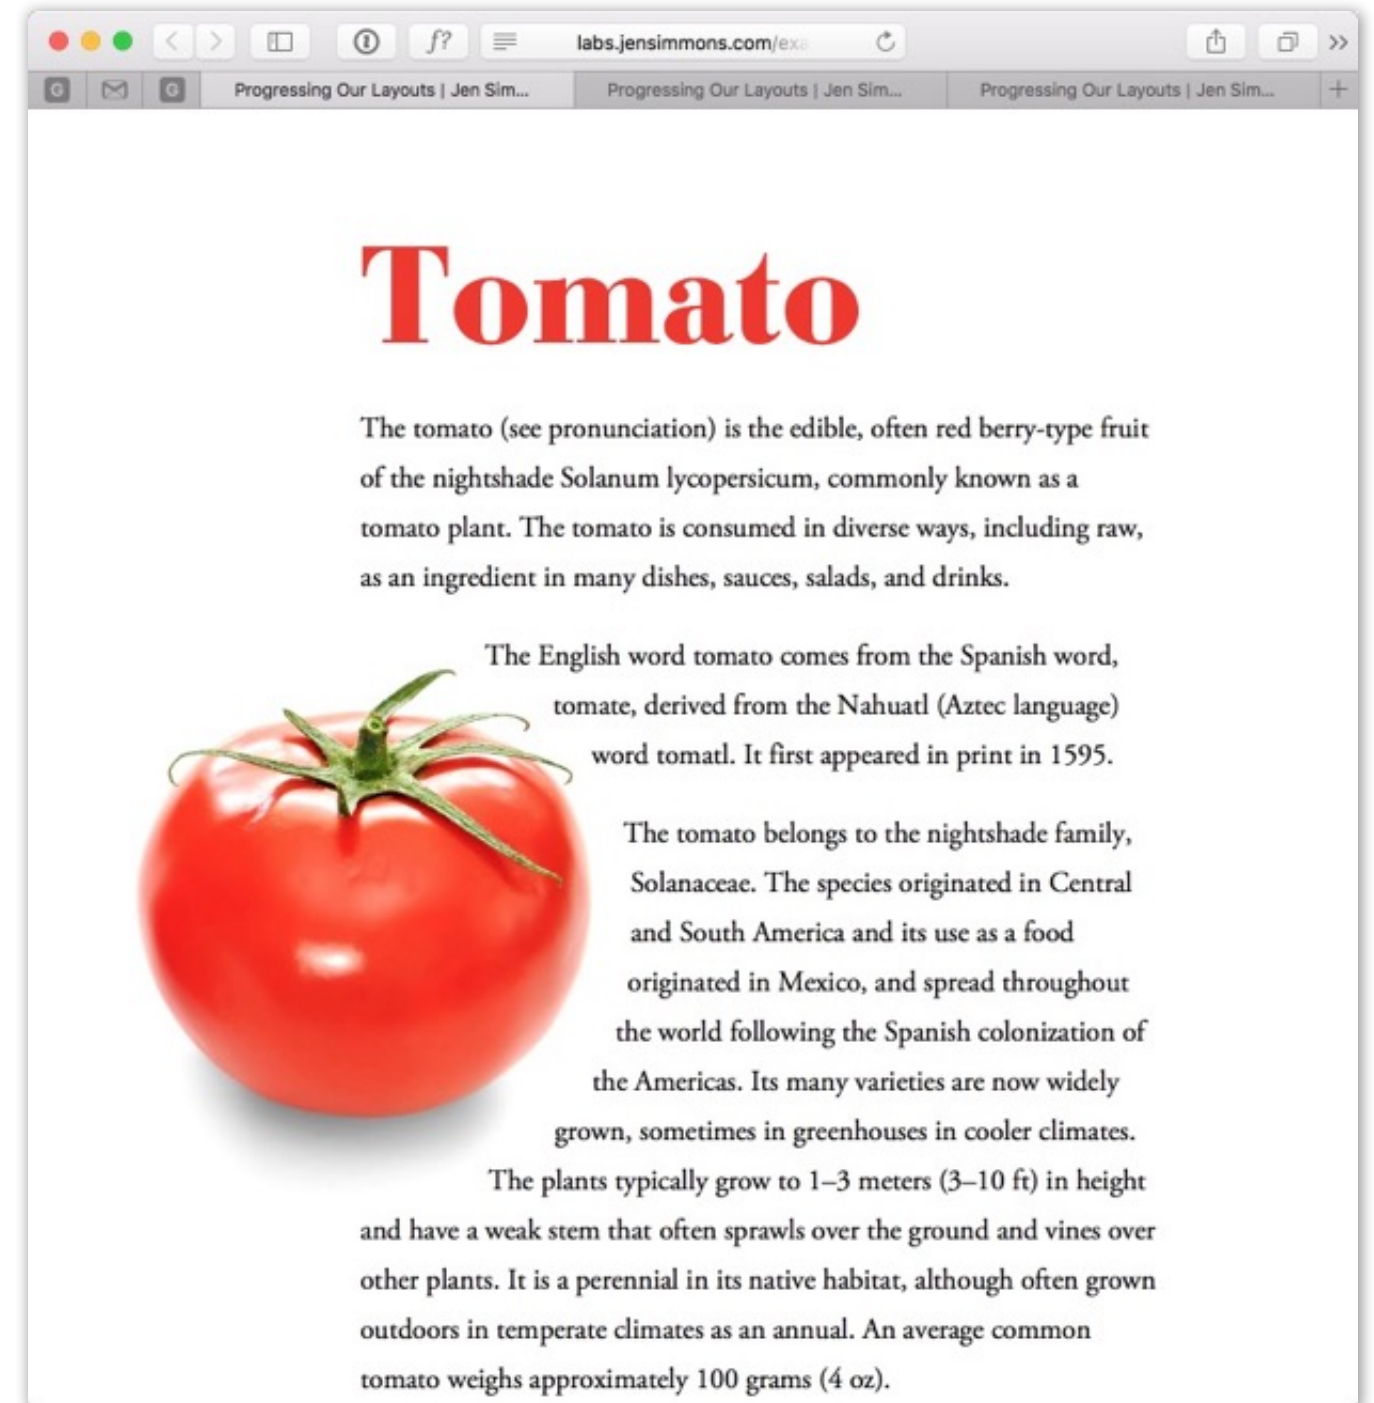 f?
labs.jensimmons.com/exa
G
G
Progressing Our Layouts | Jen Sim...
Progressing Our Layouts | Jen Sim...
Progressing Our Layouts | Jen Sim...
Tomato
The tomato (see pronunciation) is the edible, often red berry-type fruit
of the nightshade Solanum lycopersicum, commonly known as a
tomato plant. The tomato is consumed in diverse ways, including raw,
as an ingredient in many dishes, sauces, salads, and drinks.
The English word tomato comes from the Spanish word,
tomate, derived from the Nahuatl (Aztec language)
word tomatl. It first appeared in print in 1595.
The tomato belongs to the nightshade family,
Solanaceae. The species originated in Central
and South America and its use as a food
originated in Mexico, and spread throughout
the world following the Spanish colonization of
the Americas. Its many varieties are now widely
grown, sometimes in greenhouses in cooler climates.
The plants typically grow to 1–3 meters (3–10 ft) in height
and have a weak stem that often sprawls over the ground and vines over
other plants. It is a perennial in its native habitat, although often grown
outdoors in temperate climates as an annual. An average common
tomato weighs approximately 100 grams (4 oz).